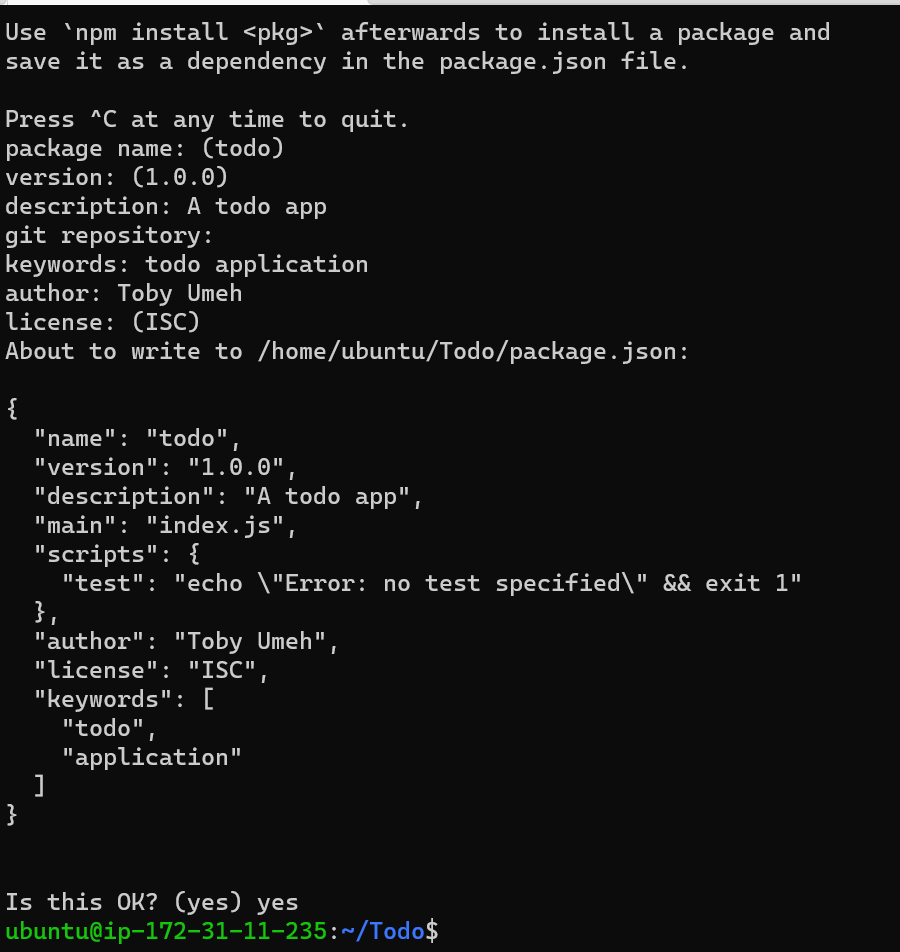 Use `npm install <pkg>` afterwards to install a package and
save it as a dependency in the package.json file.

Press ^C at any time to quit.
package name: (todo)
version: (1.0.0)
description: A todo app
git repository:
keywords: todo application
author: Toby Umeh
license: (ISC)
About to write to /home/ubuntu/Todo/package.json:

{
  "name": "todo",
  "version": "1.0.0",
  "description": "A todo app",
  "main": "index.js",
  "scripts": {
    "test": "echo \"Error: no test specified\" && exit 1"
  },
  "author": "Toby Umeh",
  "license": "ISC",
  "keywords": [
    "todo",
    "application"
  ]
}


Is this OK? (yes) yes
ubuntu@ip-172-31-11-235:~/Todo$